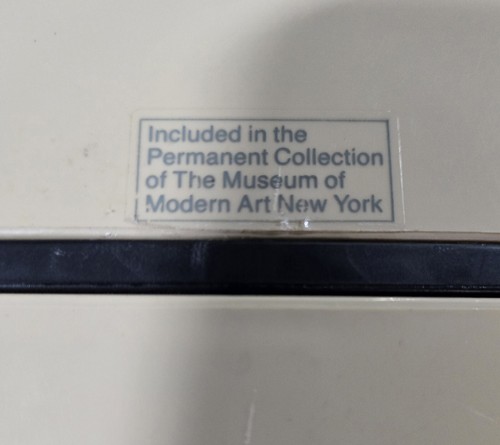 Included in the
Permanent Collection
of The Museum of
Modern Art New York